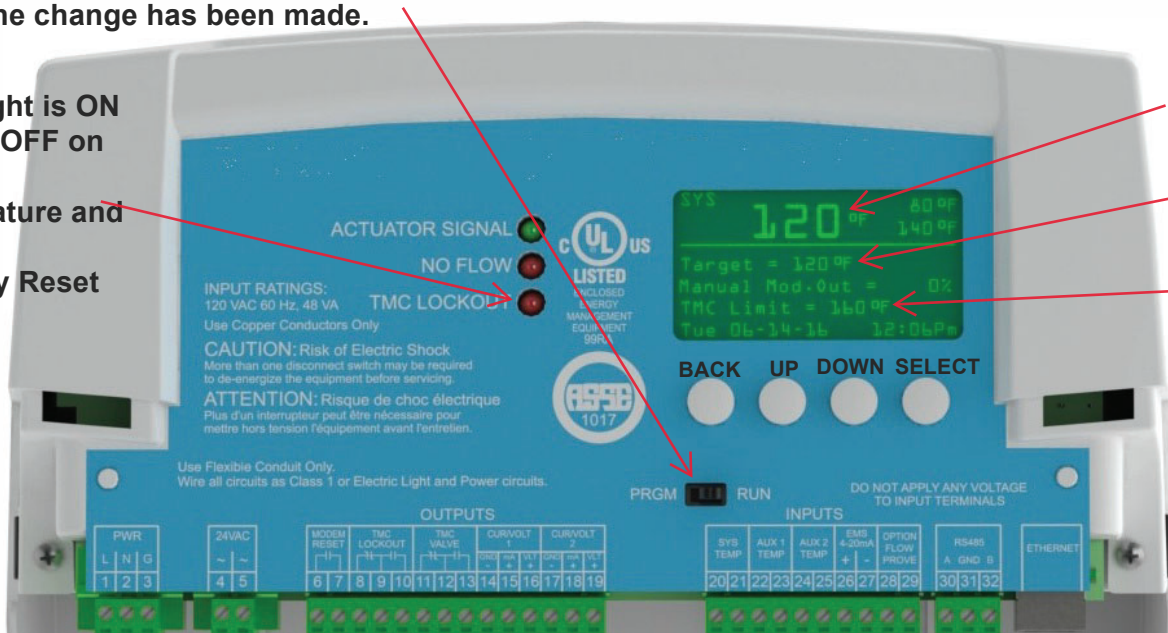 he change has been made.
ght is ON
OFF on
ature and
y Reset
ACTUATOR SIGNAL
NO FLOW
TMC LOCKOUT
INPUT RATINGS:
120 VAC 60 Hz, 48 VA
Use Copper Conductors Only
CAUTION: Risk of Electric Shock
More than one disconnect switch may be required
to de-energize the equipment before servicing.
ATTENTION: Risque de choc électrique
Plus d'un interrupteur peut être nécessaire pour
mettre hors tension l'équipement avant l'entretien.
Use Flexible Conduit Only.
Wire all circuits as Class 1 or Electric Light and Power circuits.
C UL US
LISTED
ENCLOSED
ENERGY
MANAGEMENT
EQUIPMENT
99RA
ASSE
1017
SYS 120°F 80°F
140°F
Target = 120°F
Manual Mod.Out = 0%
TMC Limit = 160°F
Tue 06-14-16 12:06Pm
BACK UP DOWN SELECT
PRGM RUN
DO NOT APPLY ANY VOLTAGE
TO INPUT TERMINALS
OUTPUTS
INPUTS
PWR
L N G
1 2 3
24VAC
~ ~
4 5
MODEM
RESET
6 7
TMC
LOCKOUT
8 9 10
TMC
VALVE
11 12 13
CUR/VOLT
1
GND mA VLT
- + +
14 15 16
CUR/VOLT
2
GND mA VLT
- + +
17 18 19
SYS
TEMP
20 21
AUX 1
TEMP
22 23
AUX 2
TEMP
24 25
EMS
4-20mA
+ -
26 27
OPTION
FLOW
PROVE
28 29
RS485
A GND B
30 31 32
ETHERNET